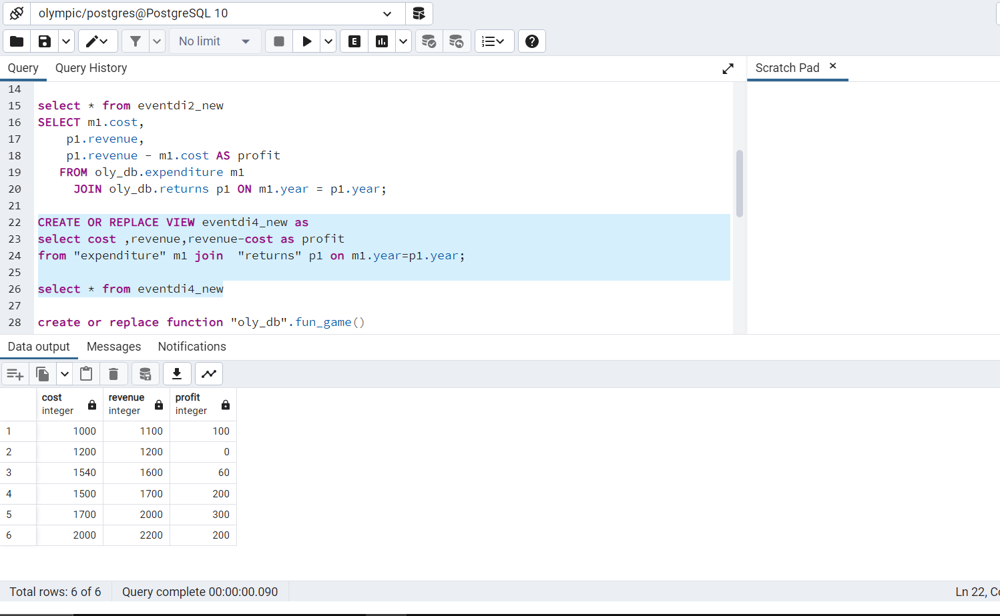 olympic/postgres@PostgreSQL 10
No limit
E
Query Query History
Scratch Pad
14
15 select * from eventdi2_new
16 SELECT m1.cost,
17 p1.revenue,
18 p1.revenue - m1.cost AS profit
19 FROM oly_db.expenditure m1
20 JOIN oly_db.returns p1 ON m1.year = p1.year;
21
22 CREATE OR REPLACE VIEW eventdi4_new as
23 select cost ,revenue,revenue-cost as profit
24 from "expenditure" m1 join "returns" p1 on m1.year=p1.year;
25
26 select * from eventdi4_new
27
28 create or replace function "oly_db".fun_game()
Data output Messages Notifications
cost revenue profit
integer integer integer
1 1000 1100 100
2 1200 1200 0
3 1540 1600 60
4 1500 1700 200
5 1700 2000 300
6 2000 2200 200
Total rows: 6 of 6 Query complete 00:00:00.090 Ln 22,